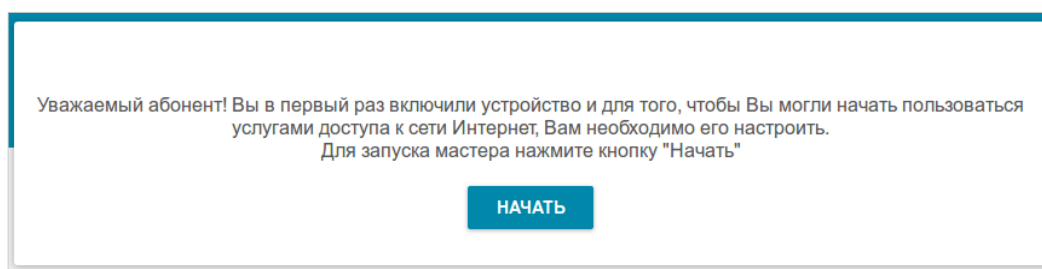 Уважаемый абонент! Вы в первый раз включили устройство и для того, чтобы Вы могли начать пользоваться
услугами доступа к сети Интернет, Вам необходимо его настроить.
Для запуска мастера нажмите кнопку "Начать"
НАЧАТЬ